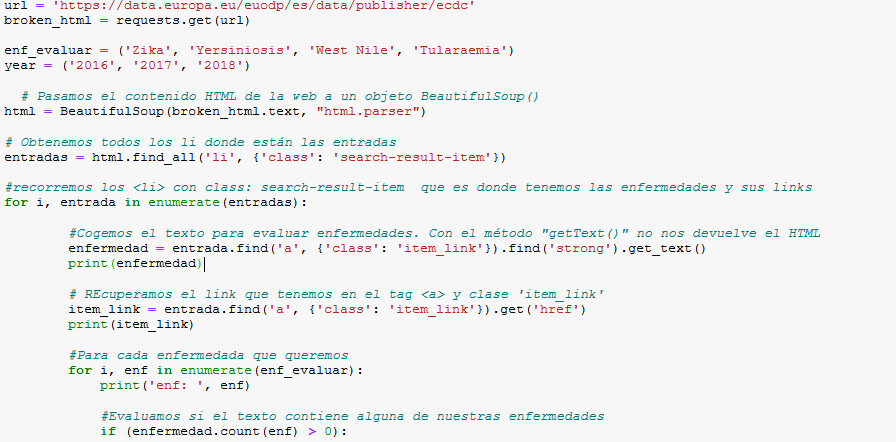 url = 'https://data.europa.eu/euodp/es/data/publisher/ecdc'
broken_html = requests.get(url)
enf_evaluar = ('Zika', 'Yersiniosis', 'West Nile', 'Tularaemia')
year = ('2016', '2017', '2018')
# Pasamos el contenido HTML de la web a un objeto BeautifulSoup()
html = BeautifulSoup(broken_html.text, "html.parser")
# Obtenemos todos los li donde están las entradas
entradas = html.find_all('li', {'class': 'search-result-item'})
#recorremos los <li> con class: search-result-item  que es donde tenemos las enfermedades y sus links
for i, entrada in enumerate(entradas):
#Cogemos el texto para evaluar enfermedades. Con el método "getText()" no nos devuelve el HTML
enfermedad = entrada.find('a', {'class': 'item_link'}).find('strong').get_text()
print(enfermedad)
# REcuperamos el link que tenemos en el tag <a> y clase 'item_link'
item_link = entrada.find('a', {'class': 'item_link'}).get('href')
print(item_link)
#Para cada enfermedada que queremos
for i, enf in enumerate(enf_evaluar):
print('enf: ', enf)
#Evaluamos si el texto contiene alguna de nuestras enfermedades
if (enfermedad.count(enf) > 0):